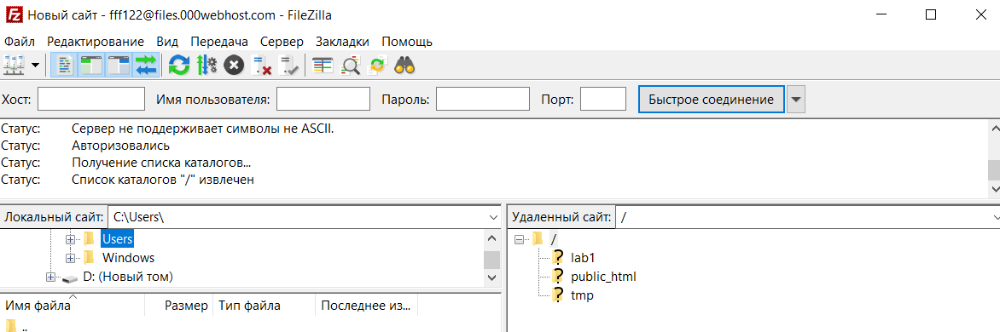 Новый сайт - fff122@files.000webhost.com - FileZilla
Файл Редактирование Вид Передача Сервер Закладки Помощь
Хост: Имя пользователя: Пароль: Порт: Быстрое соединение
Статус: Сервер не поддерживает символы не ASCII.
Статус: Авторизовались
Статус: Получение списка каталогов...
Статус: Список каталогов "/" извлечен
Локальный сайт: C:\Users\
Удаленный сайт: /
Users
Windows
D: (Новый том)
/
lab1
public_html
tmp
Имя файла Размер Тип файла Последнее из...
..